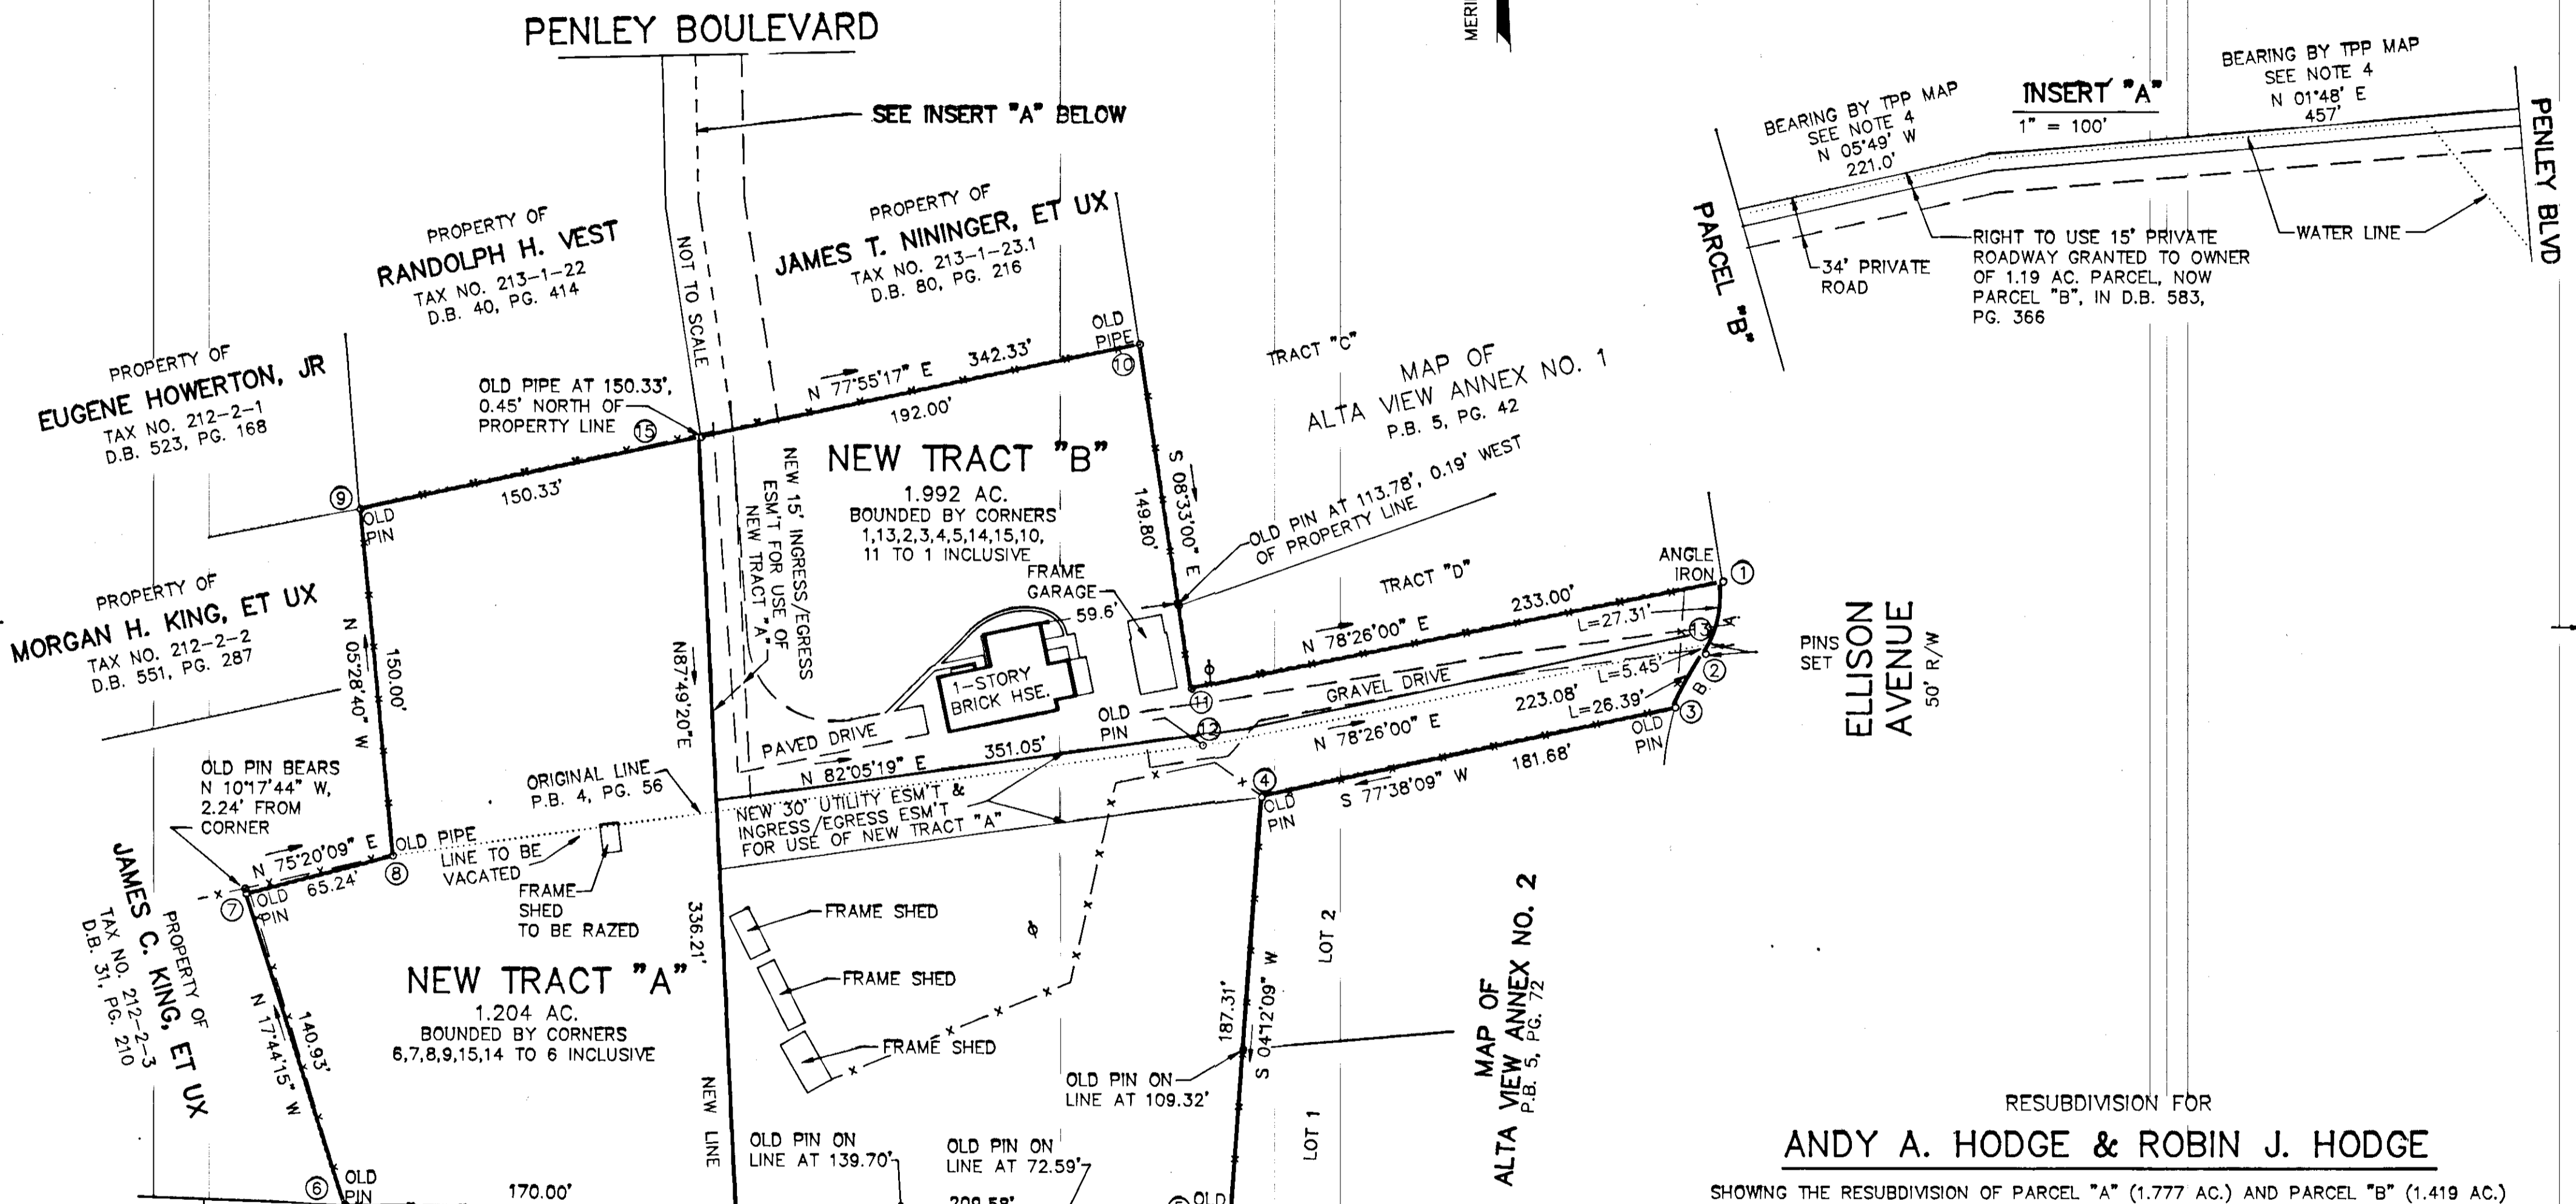 PENLEY BOULEVARD
SEE INSERT "A" BELOW
MERI
BEARING BY TPP MAP
SEE NOTE 4
N 05°49' W
221.0'
INSERT "A"
1" = 100'
BEARING BY TPP MAP
SEE NOTE 4
N 01°48' E
457'
PENLEY BLVD
PARCEL "B"
34' PRIVATE
ROAD
RIGHT TO USE 15' PRIVATE
ROADWAY GRANTED TO OWNER
OF 1.19 AC. PARCEL, NOW
PARCEL "B", IN D.B. 583,
PG. 366
WATER LINE
PROPERTY OF
RANDOLPH H. VEST
TAX NO. 213-1-22
D.B. 40, PG. 414
NOT TO SCALE
PROPERTY OF
JAMES T. NININGER, ET UX
TAX NO. 213-1-23.1
D.B. 80, PG. 216
PROPERTY OF
EUGENE HOWERTON, JR
TAX NO. 212-2-1
D.B. 523, PG. 168
OLD PIPE AT 150.33',
0.45' NORTH OF
PROPERTY LINE
15
N 77°55'17" E
342.33'
192.00'
OLD
PIPE
10
TRACT "C"
MAP OF
ALTA VIEW ANNEX NO. 1
P.B. 5, PG. 42
9
OLD
PIN
150.33'
NEW TRACT "B"
1.992 AC.
BOUNDED BY CORNERS
1,13,2,3,4,5,14,15,10,
11 TO 1 INCLUSIVE
NEW 15' INGRESS/EGRESS
ESM'T FOR USE OF
NEW TRACT "A"
S 08°33'00" E
149.80'
OLD PIN AT 113.78', 0.19' WEST
OF PROPERTY LINE
PROPERTY OF
MORGAN H. KING, ET UX
TAX NO. 212-2-2
D.B. 551, PG. 287
N 05°28'40" W
150.00'
N87°49'20"E
FRAME
GARAGE
59.6'
1-STORY
BRICK HSE.
TRACT "D"
ANGLE
IRON
1
233.00'
N 78°26'00" E
L=27.31'
13
"A"
PINS
SET
2
L=5.45'
"B"
ELLISON
AVENUE
50' R/W
11
GRAVEL DRIVE
223.08'
L=26.39'
3
OLD
PIN
OLD
PIN
12
N 78°26'00" E
PAVED DRIVE
N 82°05'19" E
351.05'
4
OLD
PIN
S 77°38'09" W
181.68'
OLD PIN BEARS
N 10°17'44" W,
2.24' FROM
CORNER
ORIGINAL LINE
P.B. 4, PG. 56
NEW 30' UTILITY ESM'T &
INGRESS/EGRESS ESM'T
FOR USE OF NEW TRACT "A"
N 75°20'09" E
65.24'
OLD PIPE
8
LINE TO BE
VACATED
7
OLD
PIN
FRAME
SHED
TO BE RAZED
PROPERTY OF
JAMES C. KING, ET UX
TAX NO. 212-2-3
D.B. 31, PG. 210
336.21'
FRAME SHED
FRAME SHED
FRAME SHED
LOT 2
NEW TRACT "A"
1.204 AC.
BOUNDED BY CORNERS
6,7,8,9,15,14 TO 6 INCLUSIVE
N 17°44'15" W
140.93'
187.31'
S 04°12'09" W
MAP OF
ALTA VIEW ANNEX NO. 2
P.B. 5, PG. 72
OLD PIN ON
LINE AT 109.32'
LOT 1
NEW LINE
OLD PIN ON
LINE AT 139.70'
OLD PIN ON
LINE AT 72.59'
6
OLD
PIN
170.00'
209.58'
5
OLD
RESUBDIVISION FOR
ANDY A. HODGE & ROBIN J. HODGE
SHOWING THE RESUBDIVISION OF PARCEL "A" (1.777 AC.) AND PARCEL "B" (1.419 AC.)